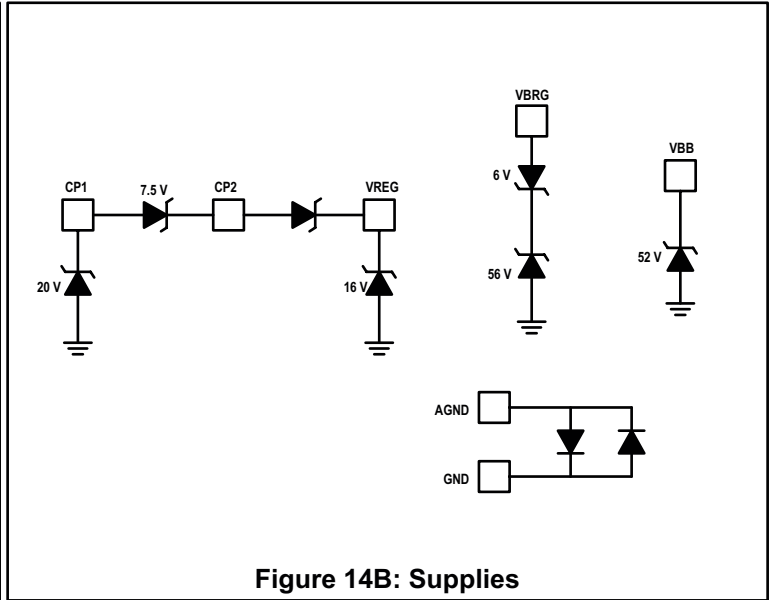 VBRG
VBB
6 V
CP1
7.5 V
CP2
VREG
52 V
20 V
16 V
56 V
AGND
GND
Figure 14B: Supplies